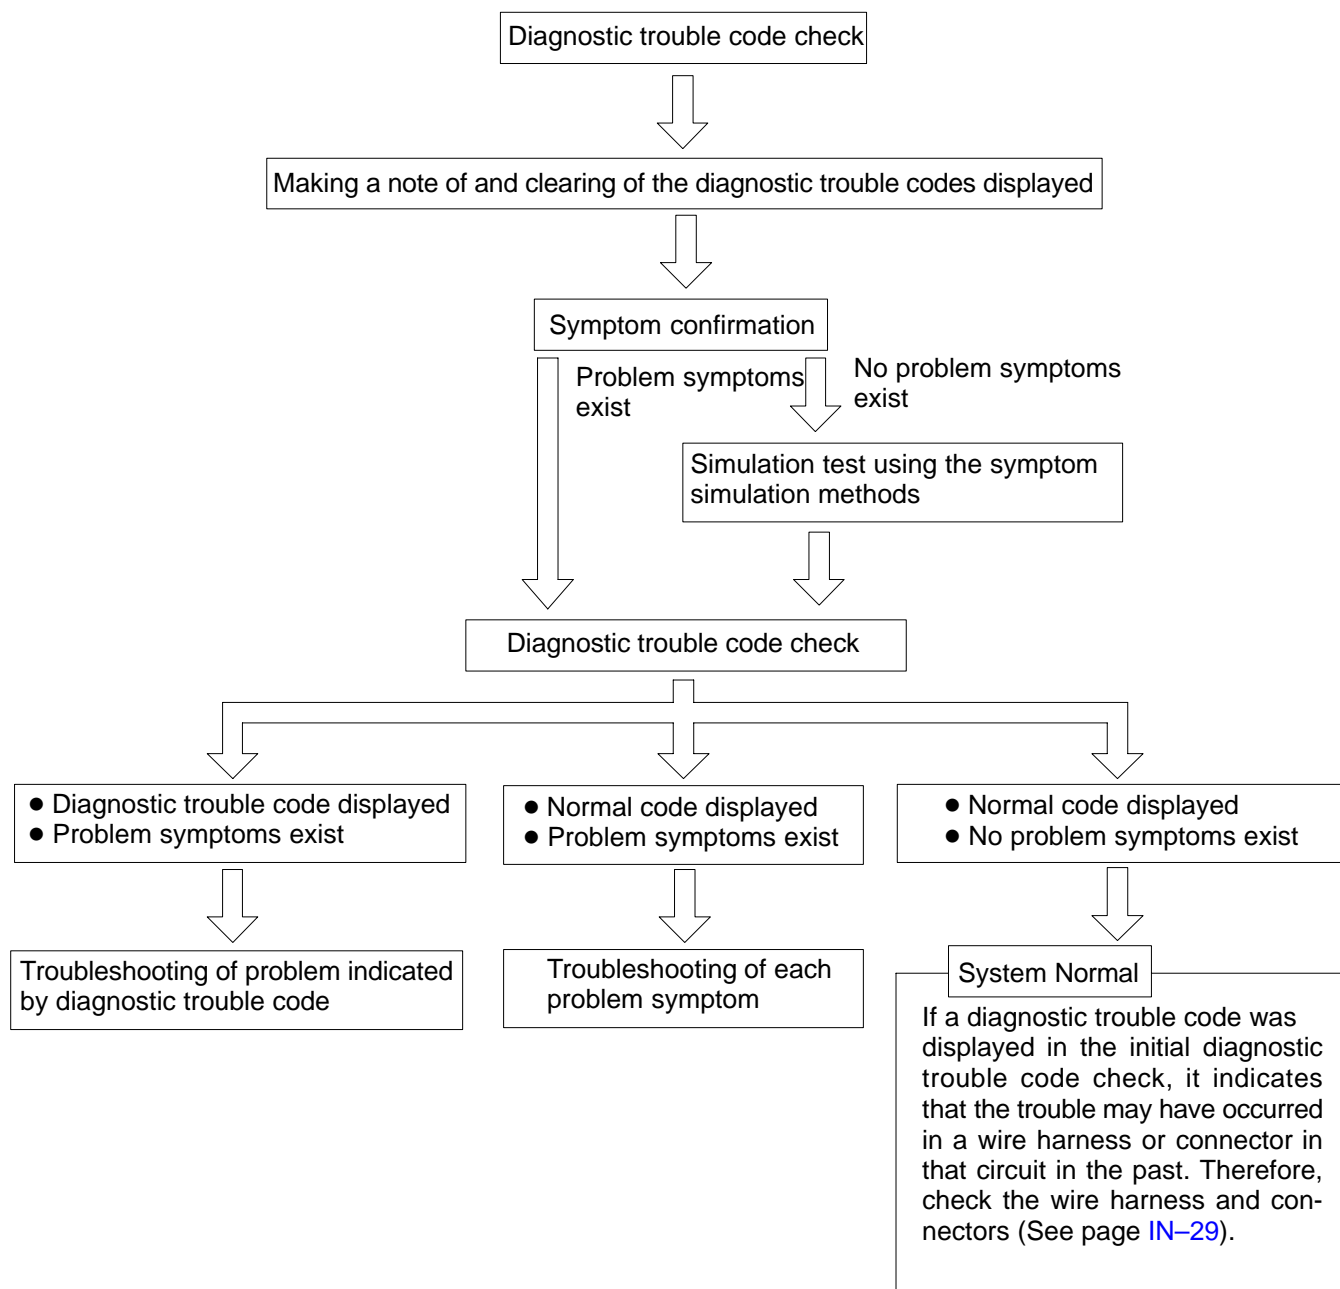 Diagnostic trouble code check
Making a note of and clearing of the diagnostic trouble codes displayed
Symptom confirmation
Problem symptoms
exist
No problem symptoms
exist
Simulation test using the symptom
simulation methods
Diagnostic trouble code check
● Diagnostic trouble code displayed
● Problem symptoms exist
● Normal code displayed
● Problem symptoms exist
● Normal code displayed
● No problem symptoms exist
Troubleshooting of problem indicated
by diagnostic trouble code
Troubleshooting of each
problem symptom
System Normal
If a diagnostic trouble code was
displayed in the initial diagnostic
trouble code check, it indicates
that the trouble may have occurred
in a wire harness or connector in
that circuit in the past. Therefore,
check the wire harness and con-
nectors (See page IN–29).